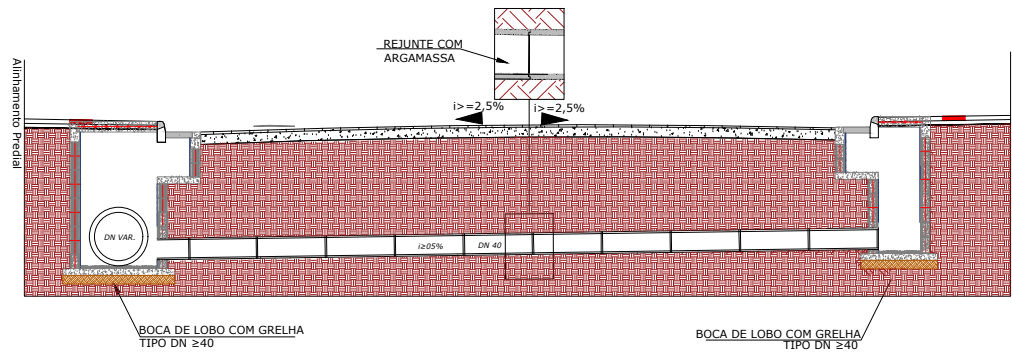 REJUNTE COM
ARGAMASSA
i>=2,5%
i>=2,5%
Alinhamento Predial
DN VAR.
i≥05%
DN 40
BOCA DE LOBO COM GRELHA
TIPO DN ≥40
BOCA DE LOBO COM GRELHA
TIPO DN ≥40